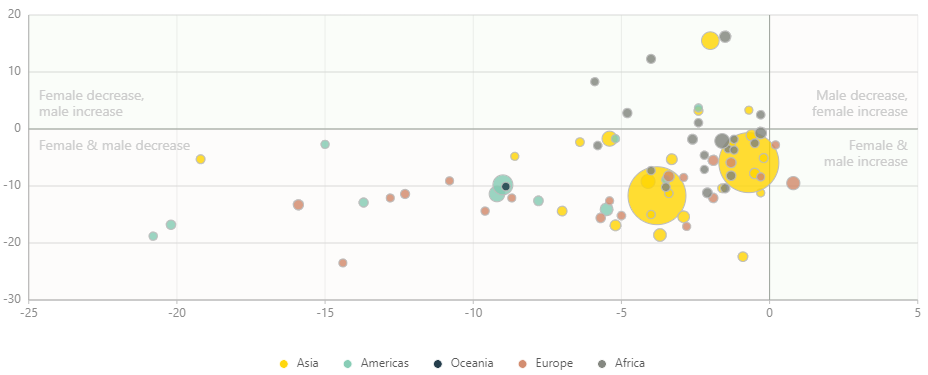 20
10
Female decrease,
male increase
Male decrease,
female increase
0
Female & male decrease
Female &
male increase
-10
-20
-30
-25 -20 -15 -10 -5 0 5
Asia Americas Oceania Europe Africa